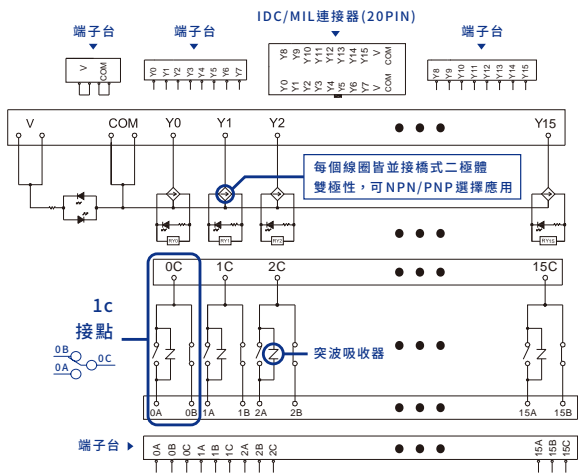 IDC/MIL連接器(20PIN)
端子台
端子台
端子台
V
COM
Y0 Y1 Y2 Y3 Y4 Y5 Y6 Y7
Y8 Y9 Y10 Y11 Y12 Y13 Y14 Y15 V COM
Y0 Y1 Y2 Y3 Y4 Y5 Y6 Y7 V COM
Y8 Y9 Y10 Y11 Y12 Y13 Y14 Y15
V COM Y0 Y1 Y2 Y15
每個線圈皆並接橋式二極體
雙極性，可NPN/PNP選擇應用
RY0 RY1 RY2 RY15
0C 1C 2C 15C
1c
接點
0B
0C
0A
突波吸收器
0A 0B 1A 1B 2A 2B 15A 15B
端子台
0A 0B 0C 1A 1B 1C 2A 2B 2C 15A 15B 15C